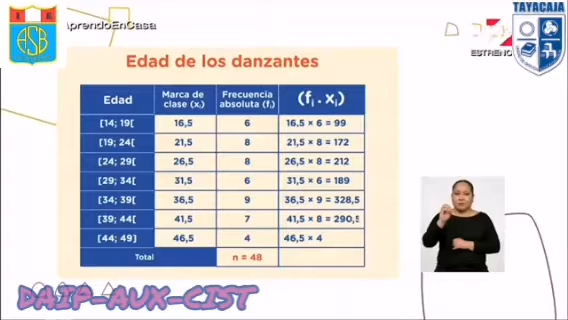 TAYACAJA
AprendoEnCasa
ASB
ESTRENO
Edad de los danzantes
Edad Marca de clase (xᵢ) Frecuencia absoluta (fᵢ) (fᵢ . xᵢ)
[14; 19[ 16,5 6 16,5 × 6 = 99
[19; 24[ 21,5 8 21,5 × 8 = 172
[24; 29[ 26,5 8 26,5 × 8 = 212
[29; 34[ 31,5 6 31,5 × 6 = 189
[34; 39[ 36,5 9 36,5 × 9 = 328,5
[39; 44[ 41,5 7 41,5 × 8 = 290,5
[44; 49] 46,5 4 46,5 × 4
Total n = 48
DAIP-AUX-CIST